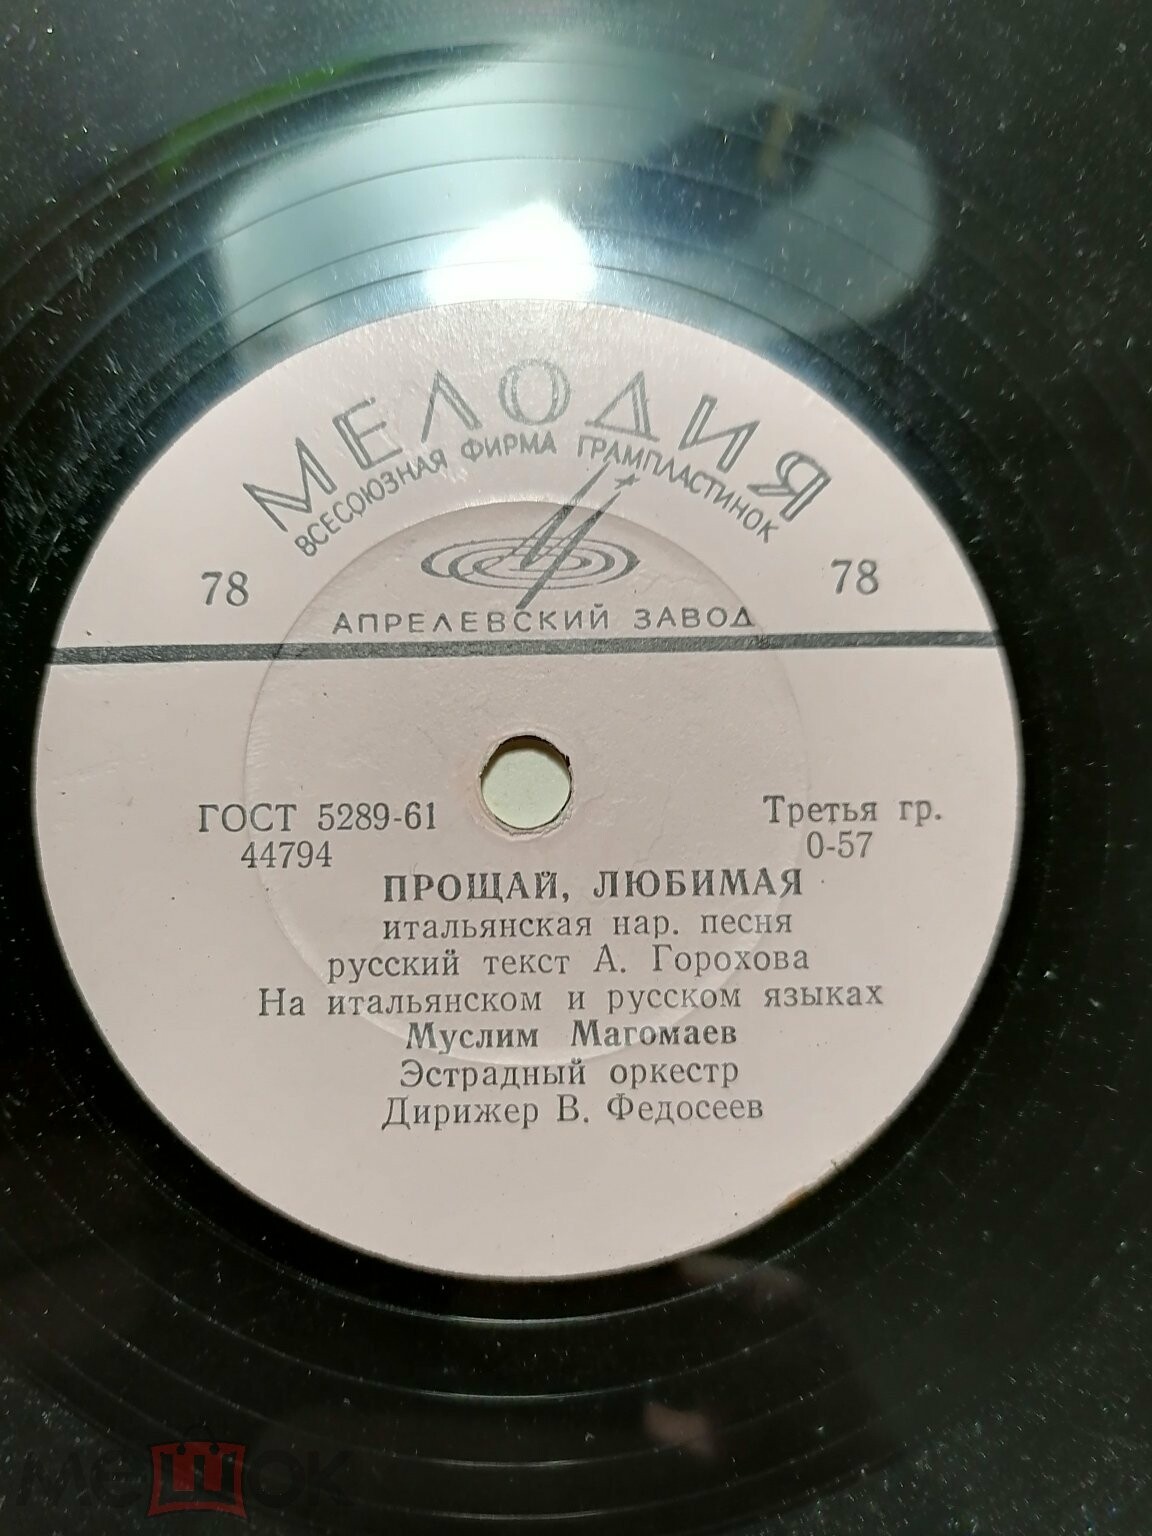 МЕЛОДИЯ
ВСЕСОЮЗНАЯ ФИРМА ГРАМПЛАСТИНОК
78 78
АПРЕЛЕВСКИЙ ЗАВОД
ГОСТ 5289-61 Третья гр.
44794 0-57
ПРОЩАЙ, ЛЮБИМАЯ
итальянская нар. песня
русский текст А. Горохова
На итальянском и русском языках
Муслим Магомаев
Эстрадный оркестр
Дирижер В. Федосеев
мешок